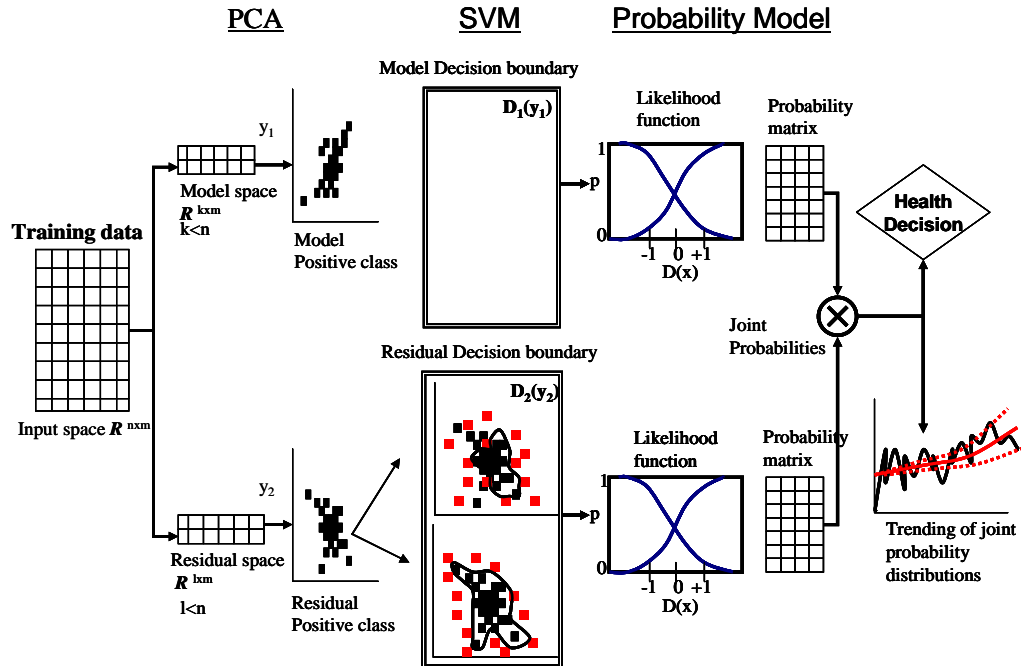 PCA
SVM
Probability Model
Model Decision boundary
D1(y1)
Likelihood
function
Probability
matrix
y1
1
p
0
-1 0 +1
D(x)
Model space
R kxm
k<n
Model
Positive class
Training data
Input space R nxm
Health
Decision
Joint
Probabilities
Residual Decision boundary
D2(y2)
Likelihood
function
Probability
matrix
y2
1
p
0
-1 0 +1
D(x)
Residual space
R lxm
l<n
Residual
Positive class
Trending of joint
probability
distributions